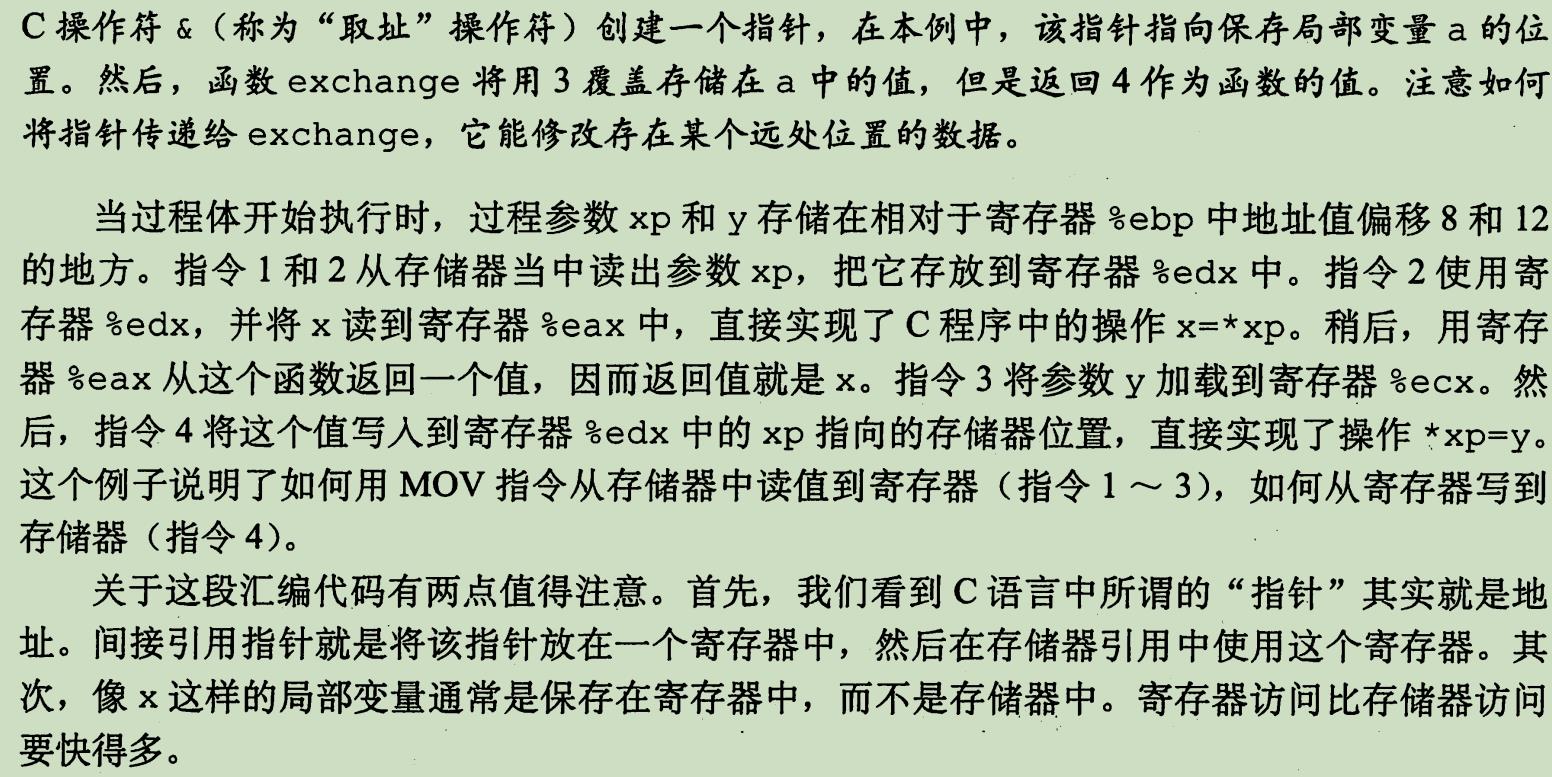 C 操作符 &（称为“取址”操作符）创建一个指针，在本例中，该指针指向保存局部变量 a 的位
置。然后，函数 exchange 将用 3 覆盖存储在 a 中的值，但是返回 4 作为函数的值。注意如何
将指针传递给 exchange，它能修改存在某个远处位置的数据。
当过程体开始执行时，过程参数 xp 和 y 存储在相对于寄存器 %ebp 中地址值偏移 8 和 12
的地方。指令 1 和 2 从存储器当中读出参数 xp，把它存放到寄存器 %edx 中。指令 2 使用寄
存器 %edx，并将 x 读到寄存器 %eax 中，直接实现了 C 程序中的操作 x=*xp。稍后，用寄存
器 %eax 从这个函数返回一个值，因而返回值就是 x。指令 3 将参数 y 加载到寄存器 %ecx。然
后，指令 4 将这个值写入到寄存器 %edx 中的 xp 指向的存储器位置，直接实现了操作 *xp=y。
这个例子说明了如何用 MOV 指令从存储器中读值到寄存器（指令 1 ～ 3），如何从寄存器写到
存储器（指令 4）。
关于这段汇编代码有两点值得注意。首先，我们看到 C 语言中所谓的“指针”其实就是地
址。间接引用指针就是将该指针放在一个寄存器中，然后在存储器引用中使用这个寄存器。其
次，像 x 这样的局部变量通常是保存在寄存器中，而不是存储器中。寄存器访问比存储器访问
要快得多。